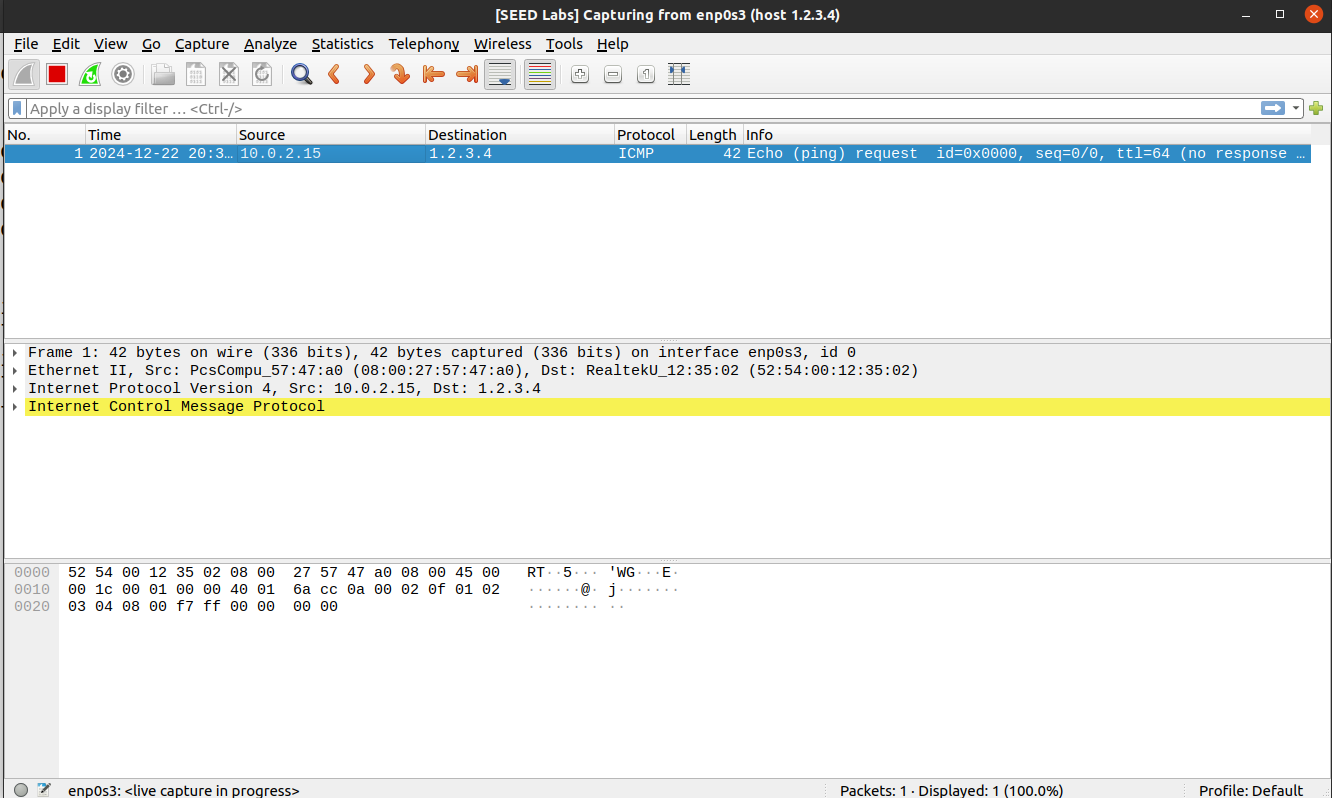 [SEED Labs] Capturing from enp0s3 (host 1.2.3.4)
File Edit View Go Capture Analyze Statistics Telephony Wireless Tools Help
Apply a display filter … <Ctrl-/>
No. Time Source Destination Protocol Length Info
1 2024-12-22 20:3… 10.0.2.15 1.2.3.4 ICMP 42 Echo (ping) request id=0x0000, seq=0/0, ttl=64 (no response …
Frame 1: 42 bytes on wire (336 bits), 42 bytes captured (336 bits) on interface enp0s3, id 0
Ethernet II, Src: PcsCompu_57:47:a0 (08:00:27:57:47:a0), Dst: RealtekU_12:35:02 (52:54:00:12:35:02)
Internet Protocol Version 4, Src: 10.0.2.15, Dst: 1.2.3.4
Internet Control Message Protocol
0000 52 54 00 12 35 02 08 00 27 57 47 a0 08 00 45 00 RT··5··· 'WG···E·
0010 00 1c 00 01 00 00 40 01 6a cc 0a 00 02 0f 01 02 ······@· j·······
0020 03 04 08 00 f7 ff 00 00 00 00 ········ ··
enp0s3: <live capture in progress> Packets: 1 · Displayed: 1 (100.0%) Profile: Default